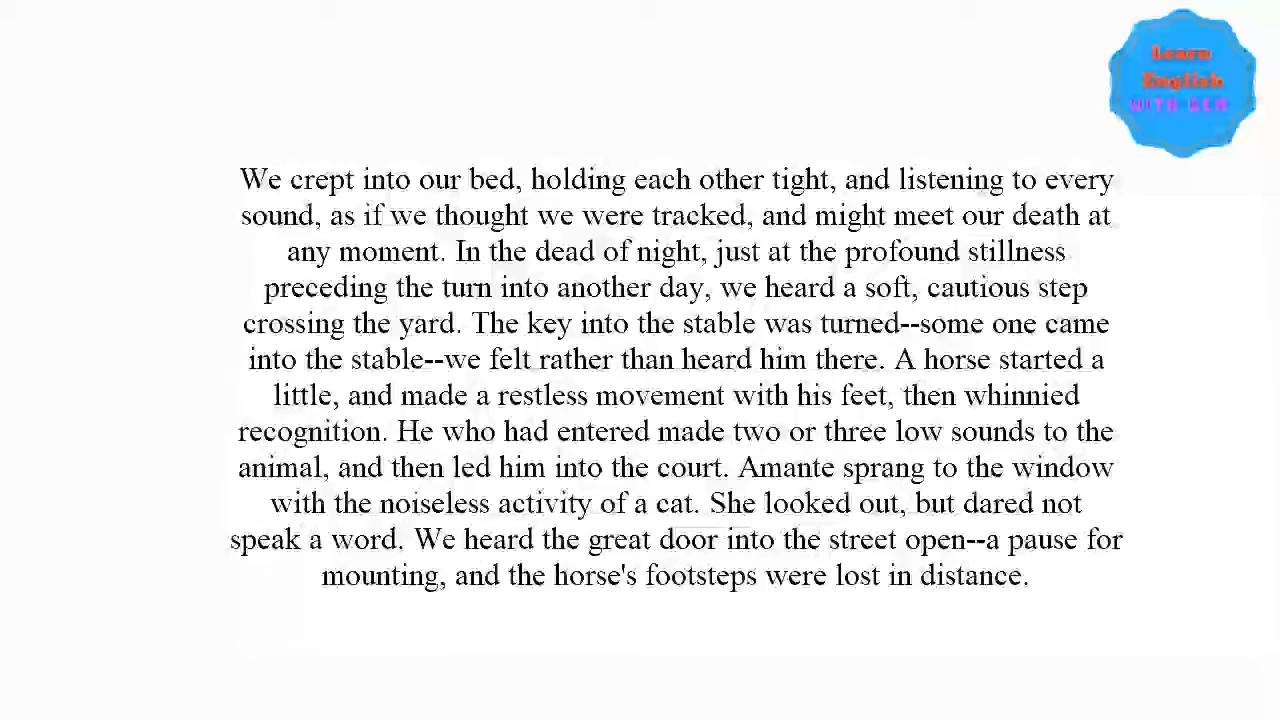 Learn
English
WITH GEM
We crept into our bed, holding each other tight, and listening to every
sound, as if we thought we were tracked, and might meet our death at
any moment. In the dead of night, just at the profound stillness
preceding the turn into another day, we heard a soft, cautious step
crossing the yard. The key into the stable was turned--some one came
into the stable--we felt rather than heard him there. A horse started a
little, and made a restless movement with his feet, then whinnied
recognition. He who had entered made two or three low sounds to the
animal, and then led him into the court. Amante sprang to the window
with the noiseless activity of a cat. She looked out, but dared not
speak a word. We heard the great door into the street open--a pause for
mounting, and the horse's footsteps were lost in distance.